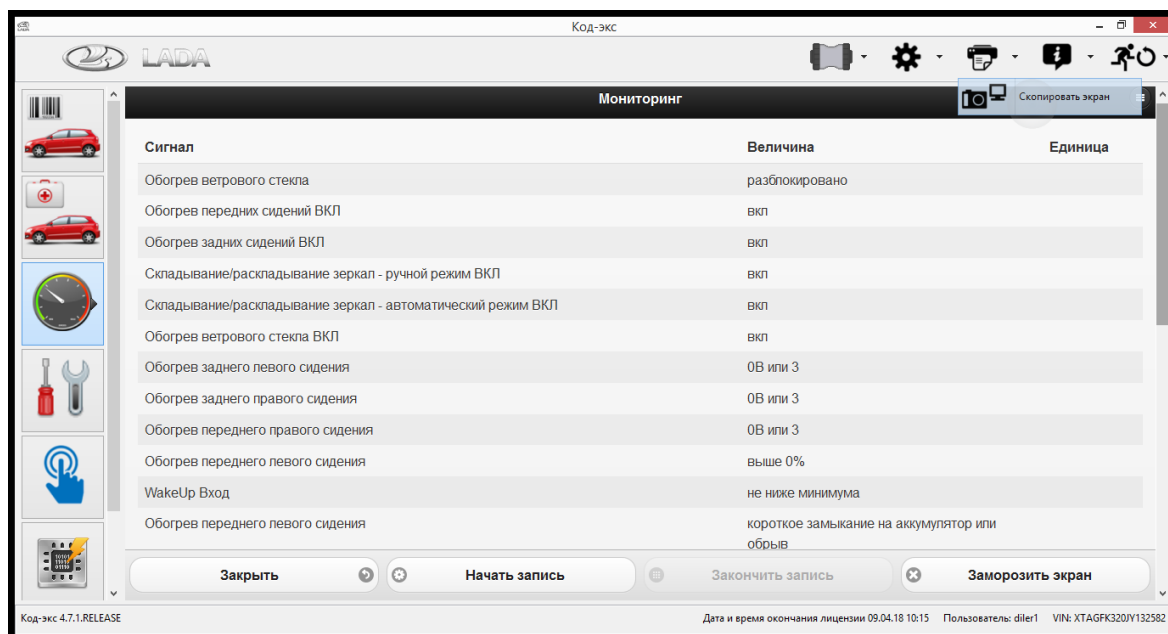 Код-экс
LADA
Мониторинг
Скопировать экран
Сигнал Величина Единица
Обогрев ветрового стекла разблокировано
Обогрев передних сидений ВКЛ вкл
Обогрев задних сидений ВКЛ вкл
Складывание/раскладывание зеркал - ручной режим ВКЛ вкл
Складывание/раскладывание зеркал - автоматический режим ВКЛ вкл
Обогрев ветрового стекла ВКЛ вкл
Обогрев заднего левого сидения 0В или 3
Обогрев заднего правого сидения 0В или 3
Обогрев переднего правого сидения 0В или 3
Обогрев переднего левого сидения выше 0%
WakeUp Вход не ниже минимума
Обогрев переднего левого сидения короткое замыкание на аккумулятор или
обрыв
Закрыть Начать запись Закончить запись Заморозить экран
Код-экс 4.7.1.RELEASE Дата и время окончания лицензии 09.04.18 10:15 Пользователь: diler1 VIN: XTAGFK320JY132582